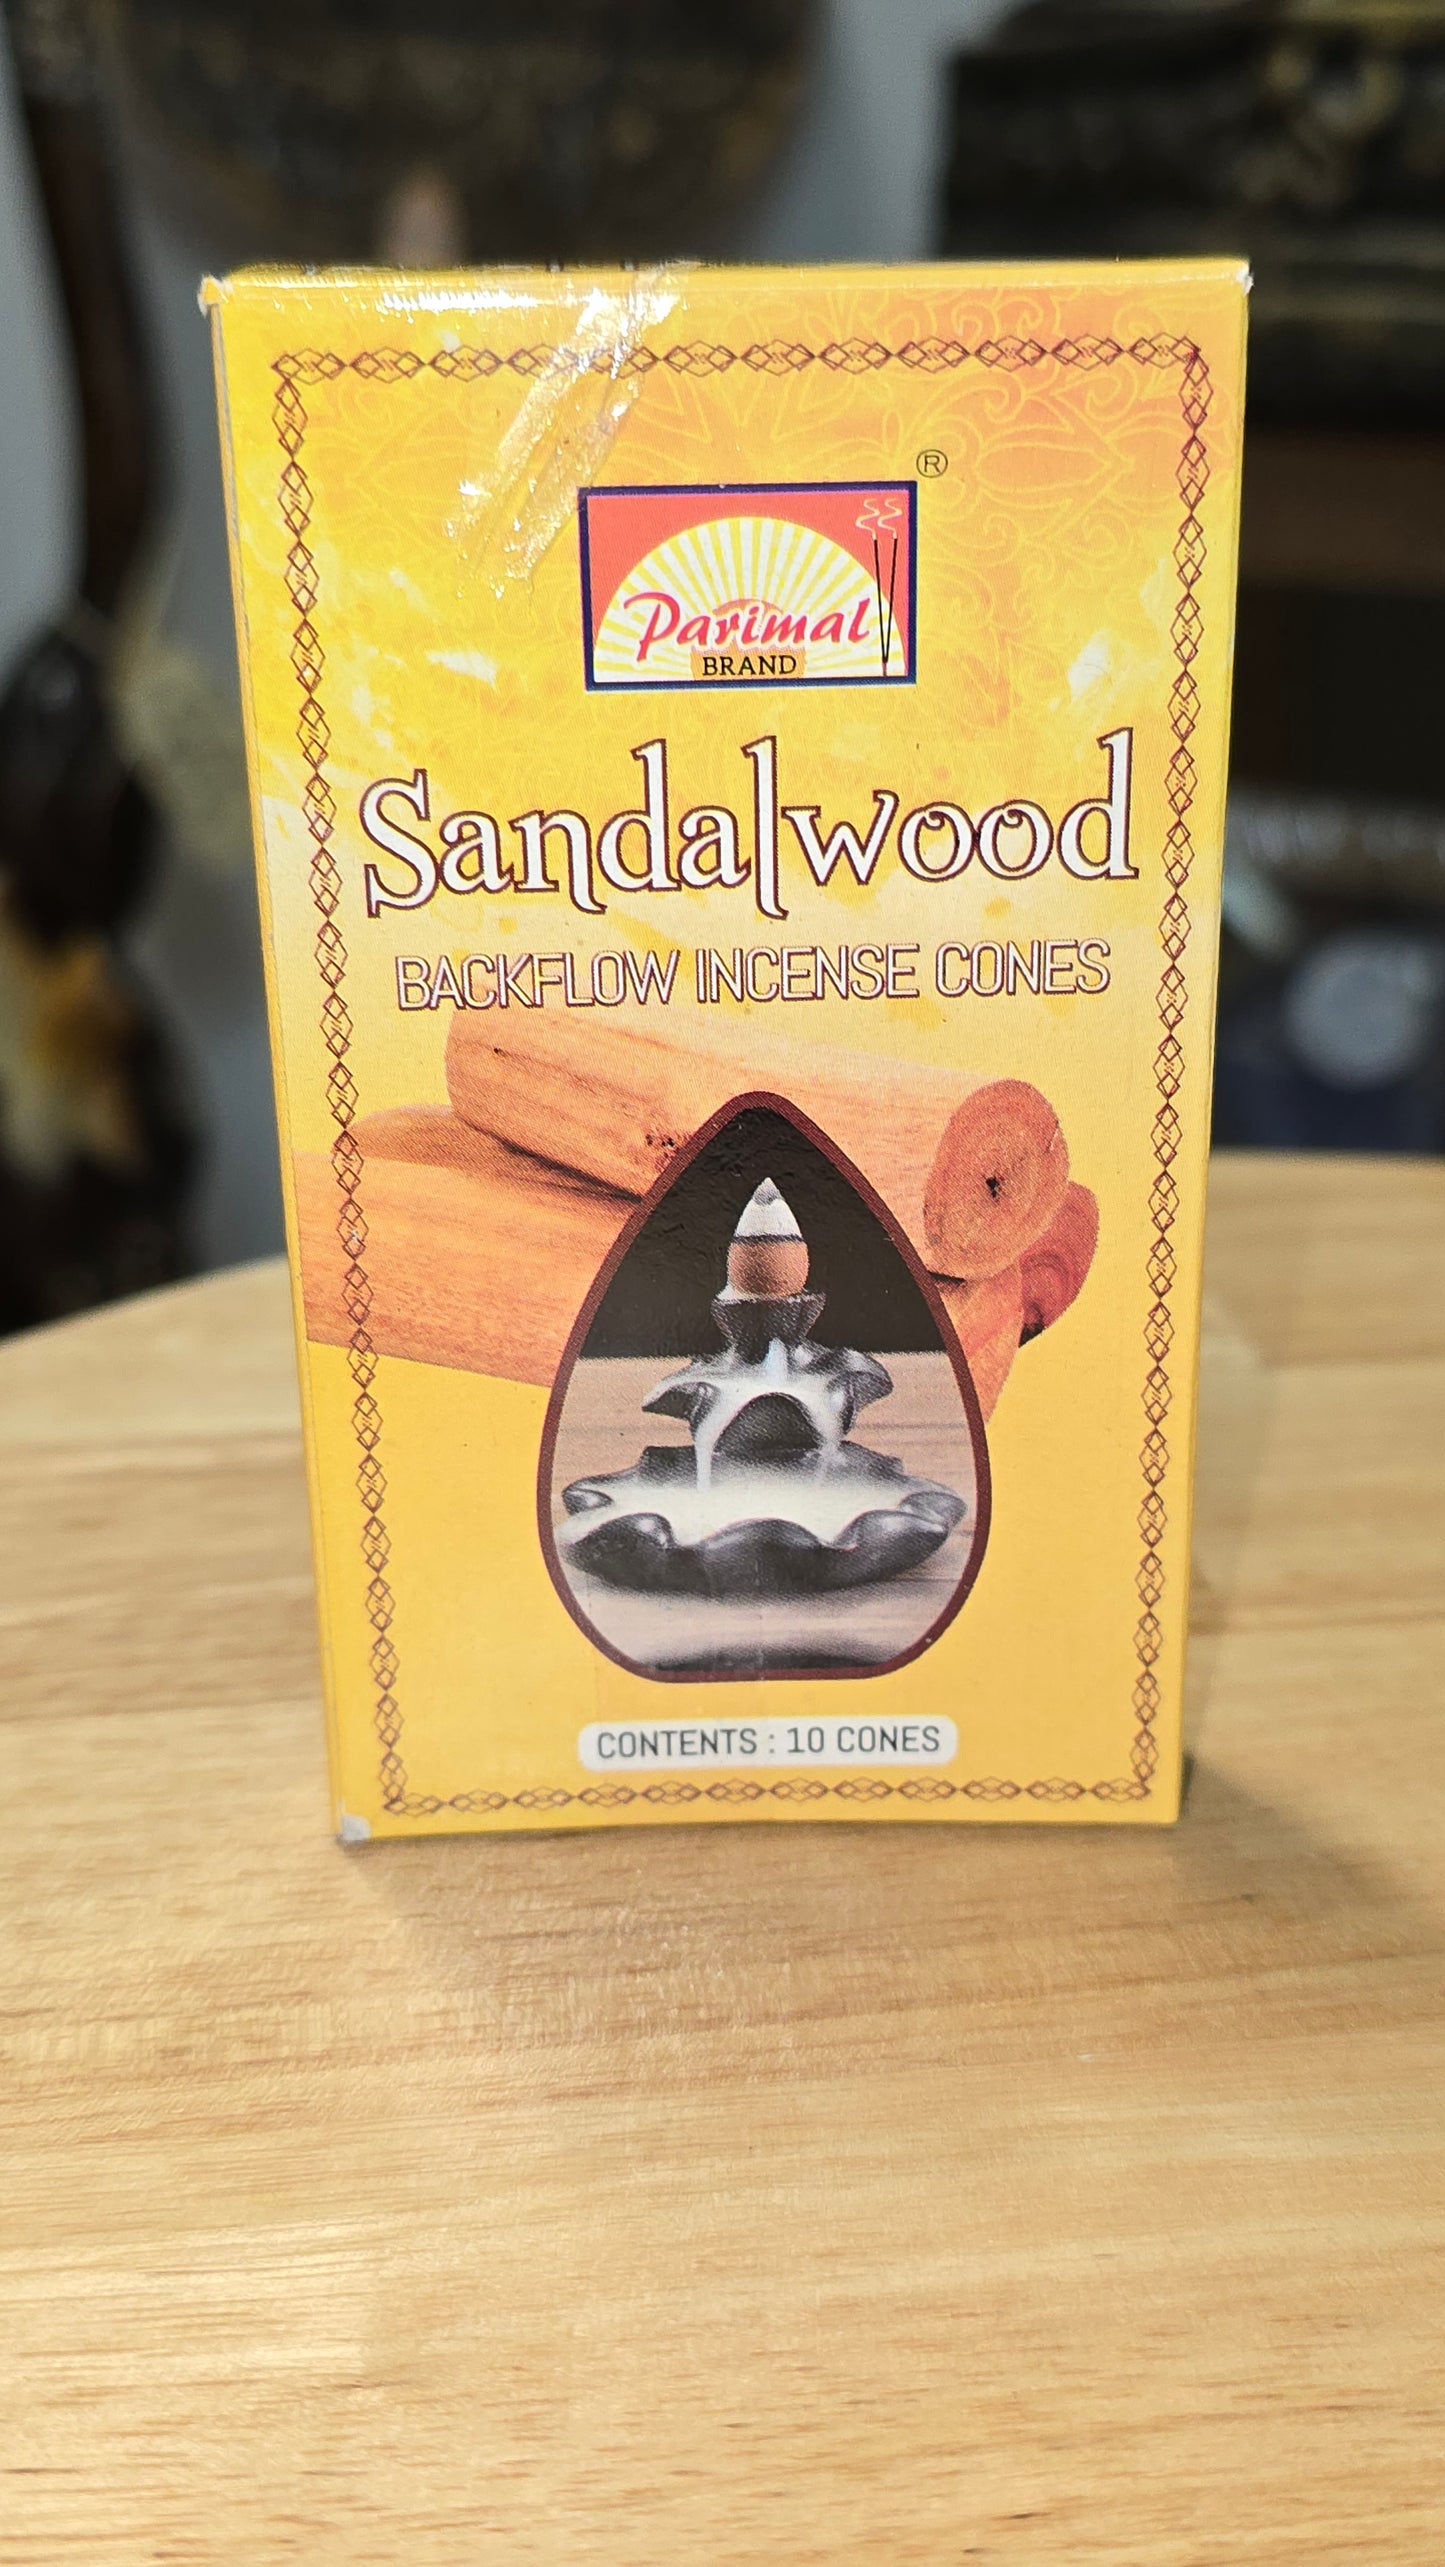 ®
Parimal
BRAND
Sandalwood
BACKFLOW INCENSE CONES
CONTENTS : 10 CONES